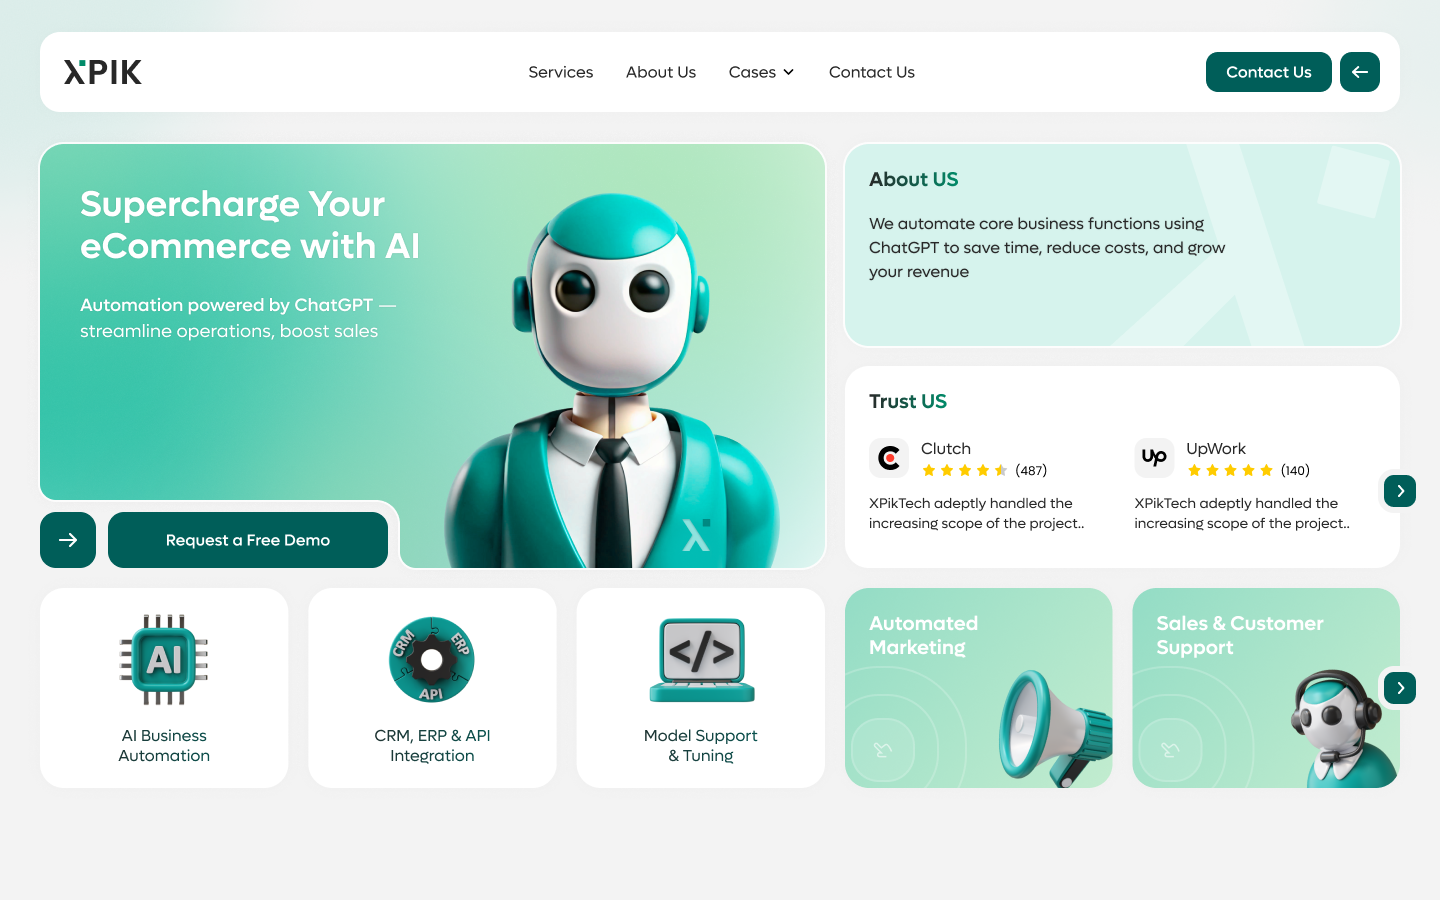 XPIK
Services
About Us
Cases
Contact Us
Contact Us
Supercharge Your
eCommerce with AI
Automation powered by ChatGPT —
streamline operations, boost sales
Request a Free Demo
About US
We automate core business functions using
ChatGPT to save time, reduce costs, and grow
your revenue
Trust US
Clutch
(487)
XPikTech adeptly handled the
increasing scope of the project..
Up
UpWork
(140)
XPikTech adeptly handled the
increasing scope of the project..
AI
AI Business
Automation
CRM
ERP
API
CRM, ERP & API
Integration
</>
Model Support
& Tuning
Automated
Marketing
Sales & Customer
Support